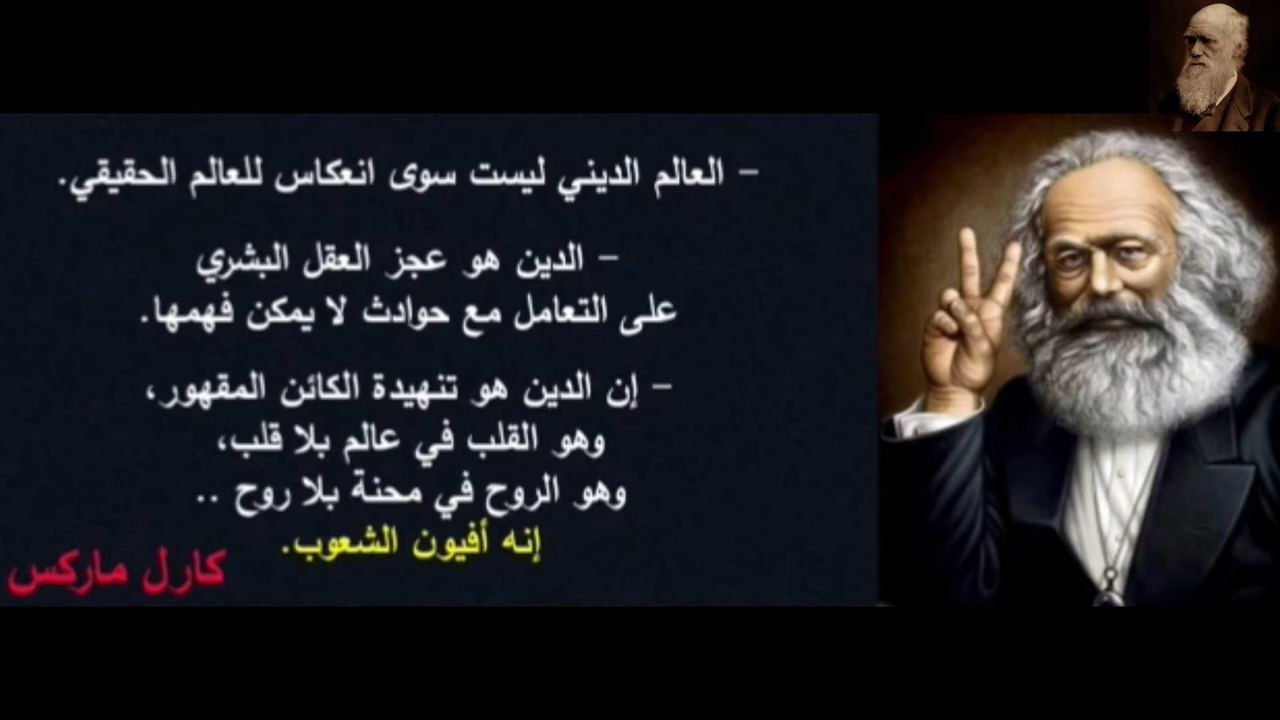 – العالم الديني ليست سوى انعكاس للعالم الحقيقي.
– الدين هو عجز العقل البشري
على التعامل مع حوادث لا يمكن فهمها.
– إن الدين هو تنهيدة الكائن المقهور،
وهو القلب في عالم بلا قلب،
وهو الروح في محنة بلا روح ..
إنه أفيون الشعوب.
كارل ماركس